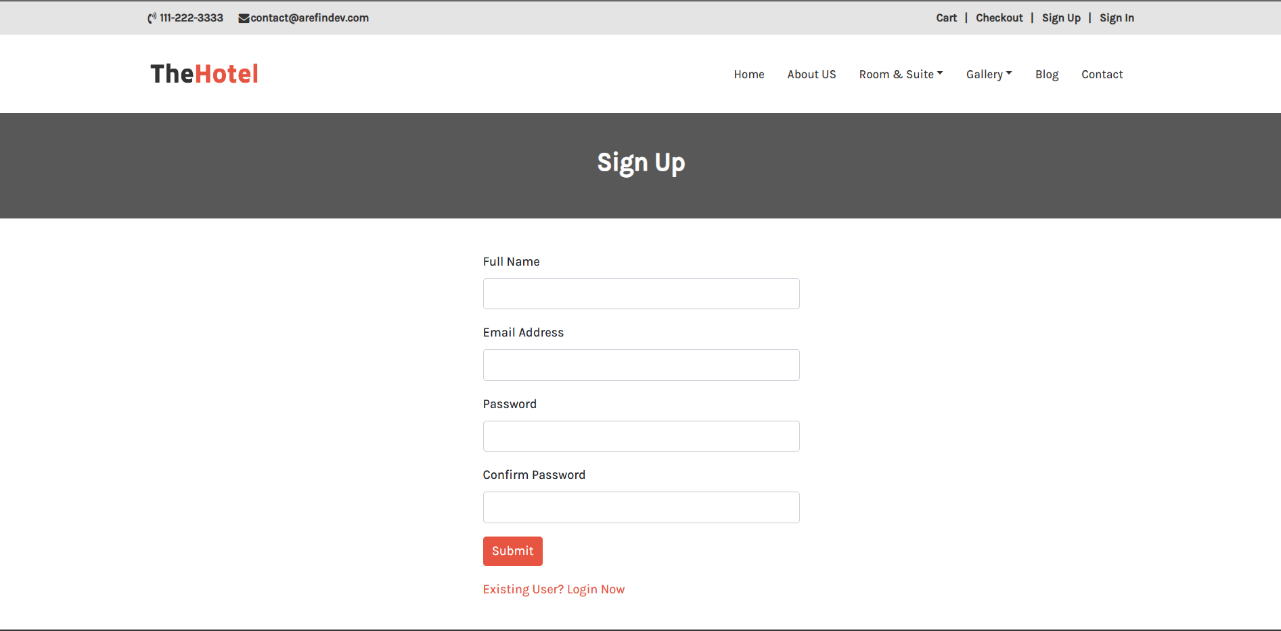 111-222-3333 contact@arefindev.com Cart | Checkout | Sign Up | Sign In
TheHotel Home About US Room & Suite Gallery Blog Contact
Sign Up
Full Name
Email Address
Password
Confirm Password
Submit
Existing User? Login Now